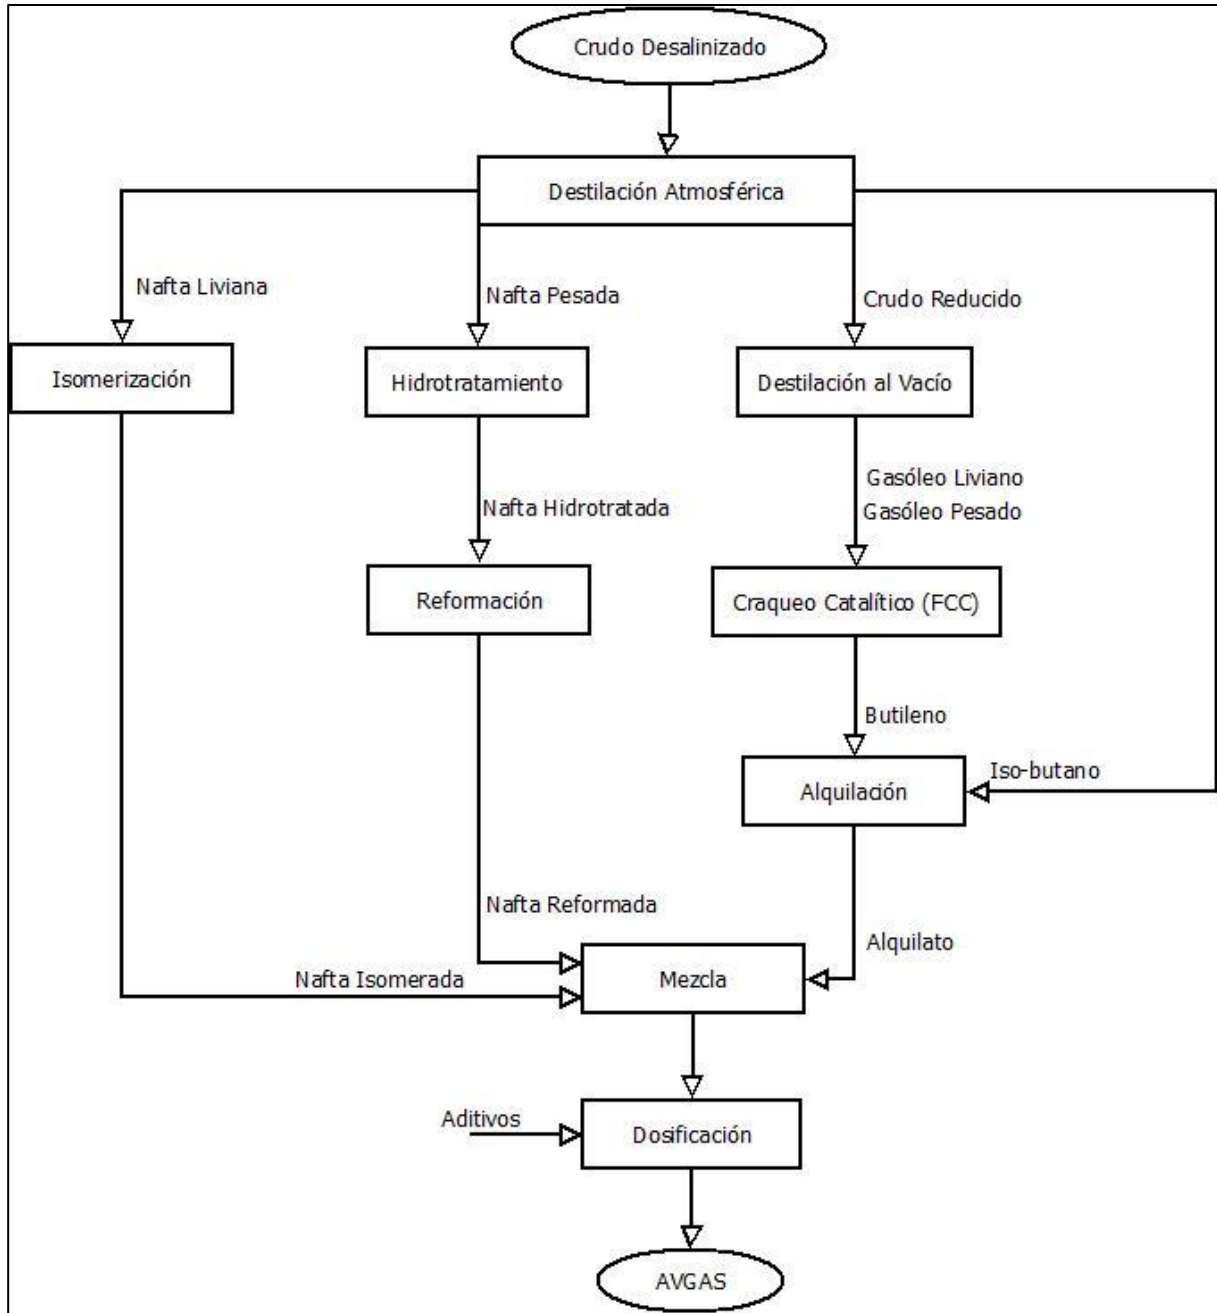 Crudo Desalinizado
Destilación Atmosférica
Nafta Liviana
Nafta Pesada
Crudo Reducido
Isomerización
Hidrotratamiento
Destilación al Vacío
Gasóleo Liviano
Gasóleo Pesado
Nafta Hidrotratada
Reformación
Craqueo Catalítico (FCC)
Butileno
Iso-butano
Alquilación
Nafta Reformada
Alquilato
Nafta Isomerada
Mezcla
Aditivos
Dosificación
AVGAS